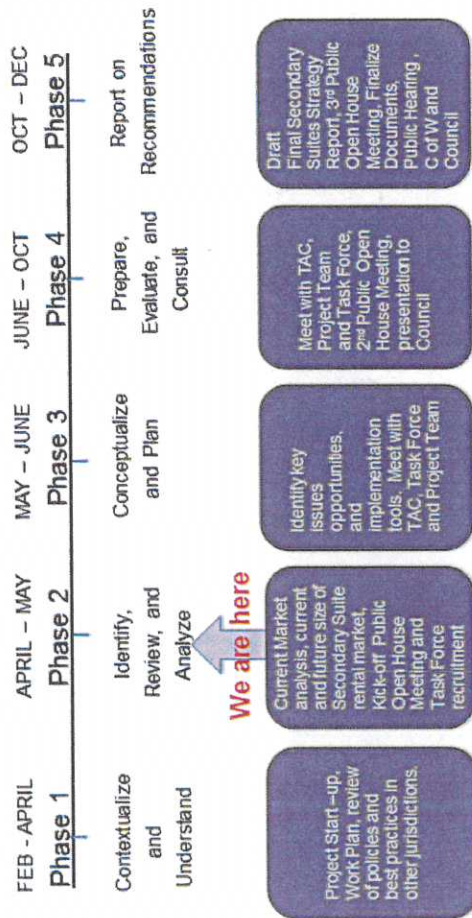 FEB - APRIL
Phase 1
Contextualize
and
Understand
Project Start–up,
Work Plan, review
of policies and
best practices in
other jurisdictions.
APRIL – MAY
Phase 2
Identify,
Review, and
Analyze
We are here
Current Market
analysis, current
and future size of
Secondary Suite
rental market,
Kick-off Public
Open House
Meeting and
Task Force
recruitment
MAY – JUNE
Phase 3
Conceptualize
and Plan
Identify key
issues
opportunities,
and
implementation
tools. Meet with
TAC, Task Force
and Project Team
JUNE – OCT
Phase 4
Prepare,
Evaluate, and
Consult
Meet with TAC,
Project Team
and Task Force,
2nd Public Open
House Meeting,
presentation to
Council
OCT – DEC
Phase 5
Report on
Recommendations
Draft
Final Secondary
Suites Strategy
Report, 3rd Public
Open House
Meeting, Finalize
Documents,
Public Hearing ,
C of W and
Council